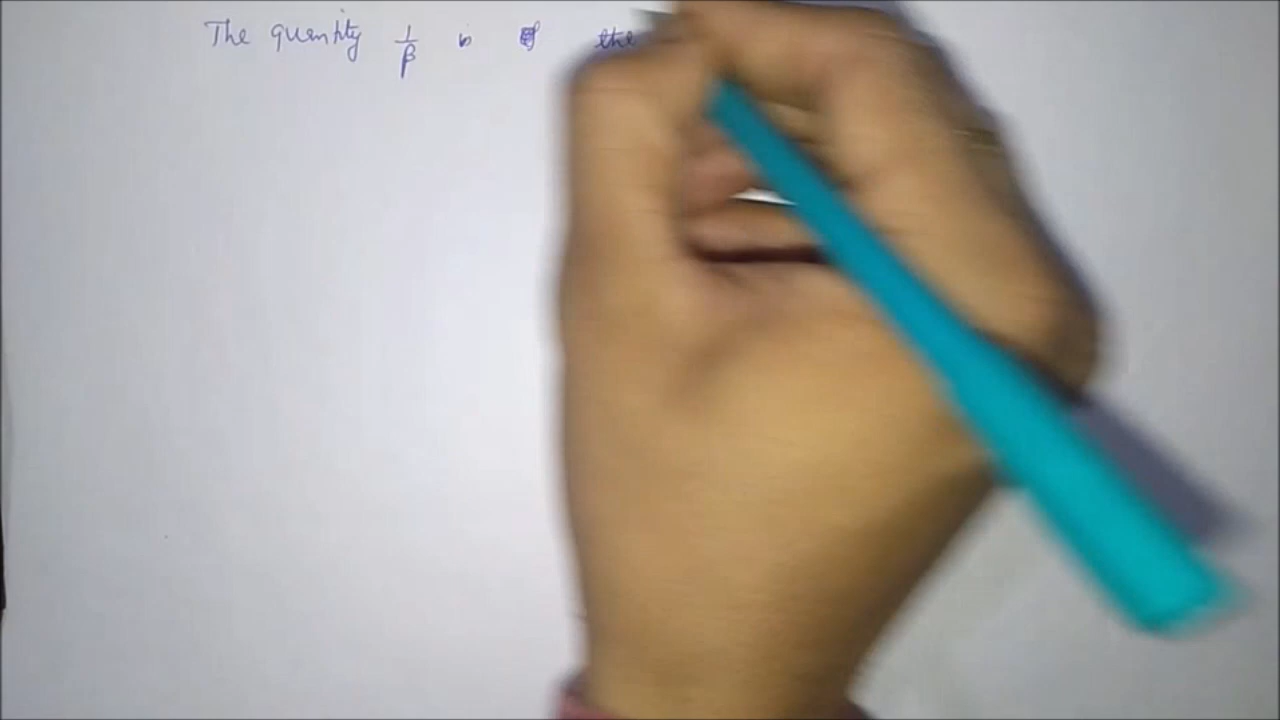 The quantity 1/β is the